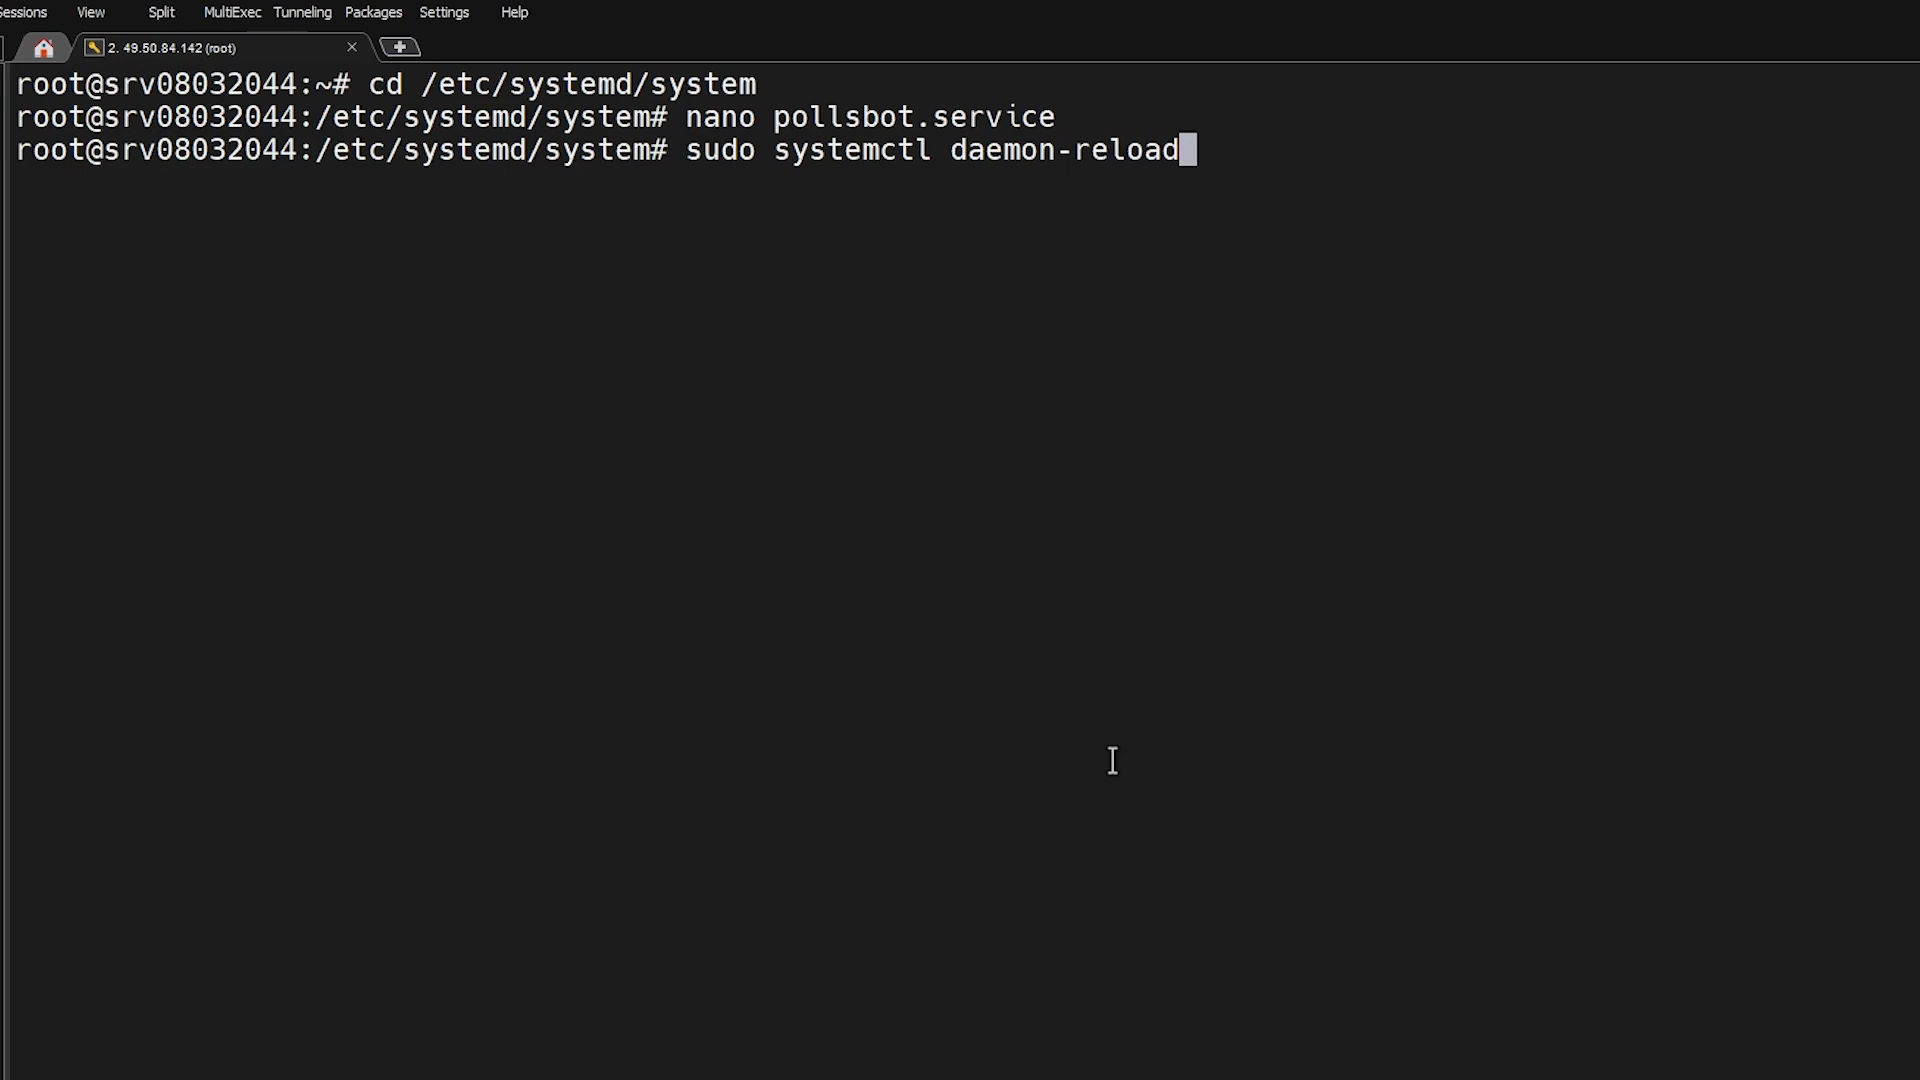 Sessions View Split MultiExec Tunneling Packages Settings Help
2. 49.50.84.142 (root)
root@srv08032044:~# cd /etc/systemd/system
root@srv08032044:/etc/systemd/system# nano pollsbot.service
root@srv08032044:/etc/systemd/system# sudo systemctl daemon-reload